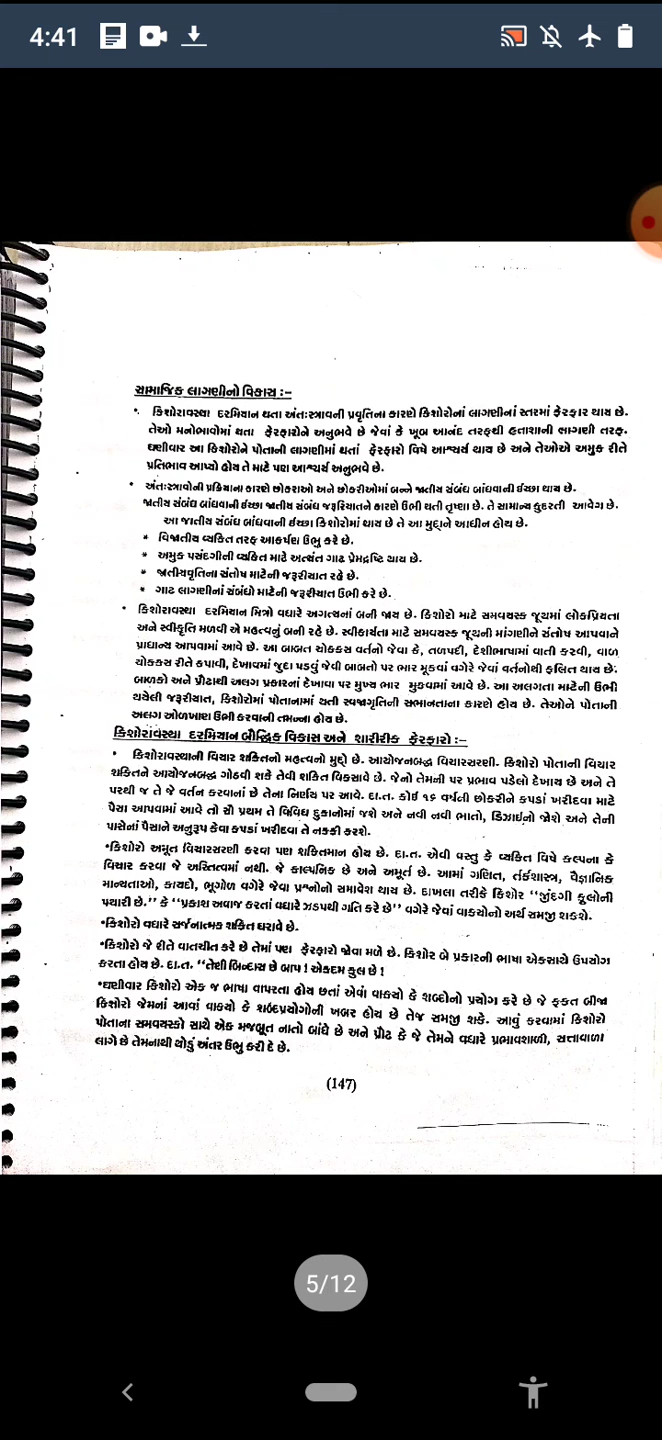 4:41
સામાજિક લાગણીનો વિકાસ :-
• કિશોરાવસ્થા દરમિયાન થતા અંતઃસ્ત્રાવની પ્રવૃતિના કારણે કિશોરોનાં લાગણીનાં સ્તરમાં ફેરફાર થાય છે.
તેઓ મનોભાવોમાં થતા ફેરફારોને અનુભવે છે જેવાં કે ખૂબ આનંદ તરફથી હતાશાની લાગણી તરફ.
ઘણીવાર આ કિશોરોને પોતાની લાગણીમાં થતાં ફેરફારો વિષે આશ્ચર્ય થાય છે અને તેઓએ અમુક રીતે
પ્રતિભાવ આપ્યો હોય તે માટે પણ આશ્ચર્ય અનુભવે છે.
• અંતઃસ્ત્રાવોની પ્રક્રિયાના કારણે છોકરાઓ અને છોકરીઓમાં બન્ને જાતીય સંબંધ બાંધવાની ઈચ્છા થાય છે.
જાતીય સંબંધ બાંધવાની ઈચ્છા જાતીય સંબંધ જરૂરિયાતને કારણે ઉભી થતી તૃષ્ણા છે. તે સામાન્ય કુદરતી આવેગ છે.
આ જાતીય સંબંધ બાંધવાની ઈચ્છા કિશોરોમાં થાય છે તે આ મુદ્દાને આધીન હોય છે.
* વિજાતીય વ્યકિત તરફ આકર્ષણ ઉભુ કરે છે.
* અમુક પસંદગીની વ્યકિત માટે અત્યંત ગાઢ પ્રેમદ્રષ્ટિ થાય છે.
* જાતીયવૃતિના સંતોષ માટેની જરૂરીયાત રહે છે.
* ગાઢ લાગણીનાં સંબંધો માટેની જરૂરીયાત ઉભી કરે છે.
• કિશોરાવસ્થા દરમિયાન મિત્રો વધારે અગત્યનાં બની જાય છે. કિશોરો માટે સમવયસ્ક જૂથમાં લોકપ્રિયતા
અને સ્વીકૃતિ મળવી એ મહત્વનું બની રહે છે. સ્વીકાર્યતા માટે સમવયસ્ક જૂથની માંગણીને સંતોષ આપવાને
પ્રાધાન્ય આપવામાં આવે છે. આ બાબત ચોકકસ વર્તનો જેવા કે, તળપદી, દેશીભાષામાં વાતી કરવી, વાળ
ચોકકસ રીતે કપાવી, દેખાવમાં જુદા પડવું જેવી બાબતો પર ભાર મૂકવાં વગેરે જેવાં વર્તનોથી ફલિત થાય છે.
બાળકો અને પ્રૌઢાથી અલગ પ્રકારનાં દેખાવા પર મુખ્ય ભાર મુકવામાં આવે છે. આ અલગતા માટેની ઉભી
થયેલી જરૂરીયાત, કિશોરોમાં પોતાનામાં થતી સ્વજાગૃતિની સભાનતાના કારણે હોય છે. તેઓને પોતાની
અલગ ઓળખાણ ઉભી કરવાની તમન્ના હોય છે.
કિશોરાવસ્થા દરમિયાન બૌદ્ધિક વિકાસ અને શારીરીક ફેરફારો :-
• કિશોરાવસ્થાની વિચાર શકિતનો મહત્વનો મુદ્દો છે. આયોજનબદ્ધ વિચારસરણી. કિશોરો પોતાની વિચાર
શકિતને આયોજનબદ્ધ ગોઠવી શકે તેવી શકિત વિકસાવે છે. જેનો તેમની પર પ્રભાવ પડેલો દેખાય છે અને તે
પરથી જ તે જે વર્તન કરવાનાં છે તેના નિર્ણય પર આવે. દા.ત. કોઈ ૧૬ વર્ષની છોકરીને કપડાં ખરીદવા માટે
પૈસા આપવામાં આવે તો સૌ પ્રથમ તે વિવિધ દુકાનોમાં જશે અને નવી નવી ભાતો, ડિઝાઈનો જોશે અને તેની
પાસેનાં પૈસાને અનુરૂપ કેવા કપડાં ખરીદવા તે નકકી કરશે.
•કિશોરો અમૂત વિચારસરણી કરવા પણ શકિતમાન હોય છે. દા.ત. એવી વસ્તુ કે વ્યકિત વિષે કલ્પના કે
વિચાર કરવા જે અસ્તિત્વમાં નથી. જે કાલ્પનિક છે અને અમૂર્ત છે. આમાં ગણિત, ર્તકશાસ્ત્ર, વૈજ્ઞાનિક
માન્યતાઓ, કાયદો, ભૂગોળ વગેરે જેવા પ્રશ્નોનો સમાવેશ થાય છે. દાખલા તરીકે કિશોર “જીંદગી ફૂલોની
પથારી છે.” કે “પ્રકાશ અવાજ કરતાં વધારે ઝડપથી ગતિ કરે છે” વગેરે જેવાં વાકયોનો અર્થ સમજી શકશે.
•કિશોરો વધારે સર્જનાત્મક શકિત ધરાવે છે.
•કિશોરો જે રીતે વાતચીત કરે છે તેમાં પણ ફેરફારો જોવા મળે છે. કિશોર બે પ્રકારની ભાષા એકસાથે ઉપયોગ
કરતા હોય છે. દા.ત. “તેથી બિન્દાસ છે બાપ ! એકદમ કુલ છે !
•ઘણીવાર કિશોરો એક જ ભાષા વાપરતા હોય છતાં એવાં વાકયો કે શબ્દોનો પ્રયોગ કરે છે જે ફકત બીજા
કિશોરો જેમનાં આવાં વાકયો કે શબ્દપ્રયોગોની ખબર હોય છે તેજ સમજી શકે. આવું કરવામાં કિશોરો
પોતાના સમવયસ્કો સાથે એક મજબૂત નાતો બાંધે છે અને પ્રૌઢ કે જે તેમને વધારે પ્રભાવશાળી, સત્તાવાળા
લાગે છે તેમનાથી થોડું અંતર ઉભુ કરી દે છે.
(147)
5/12